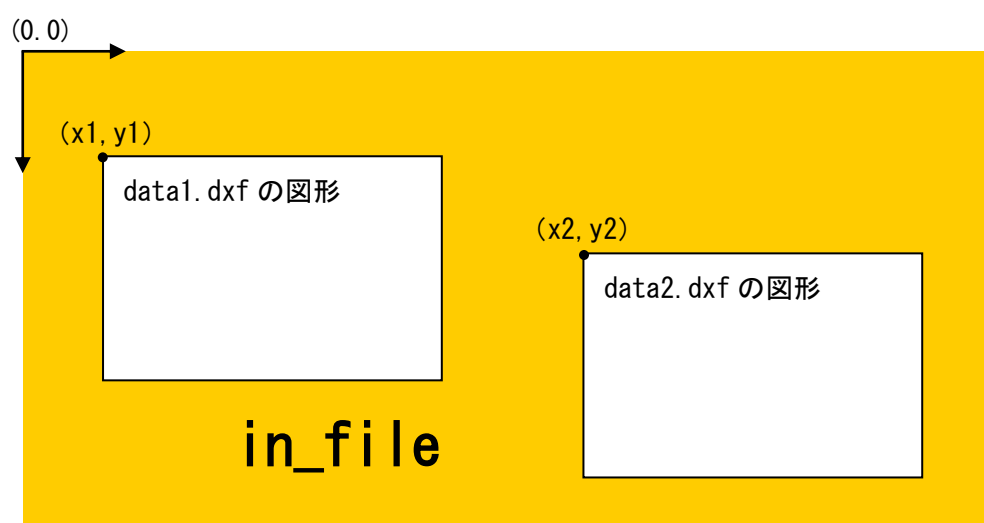 (0.0)
(x1,y1)
data1.dxf の図形
(x2,y2)
data2.dxf の図形
in_file